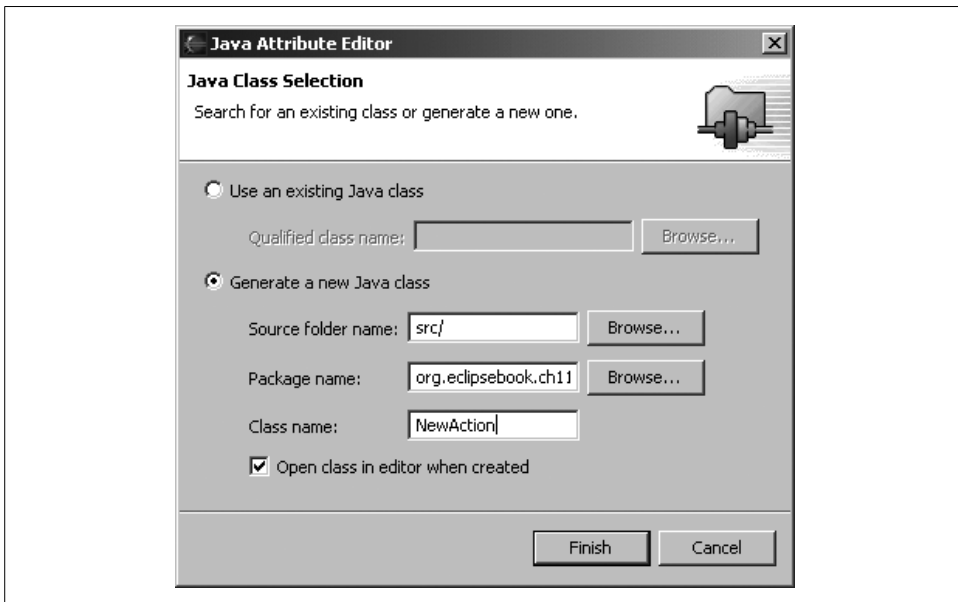 Java Attribute Editor
Java Class Selection
Search for an existing class or generate a new one.
Use an existing Java class
Qualified class name: Browse...
Generate a new Java class
Source folder name: src/ Browse...
Package name: org.eclipsebook.ch11 Browse...
Class name: NewAction
Open class in editor when created
Finish Cancel